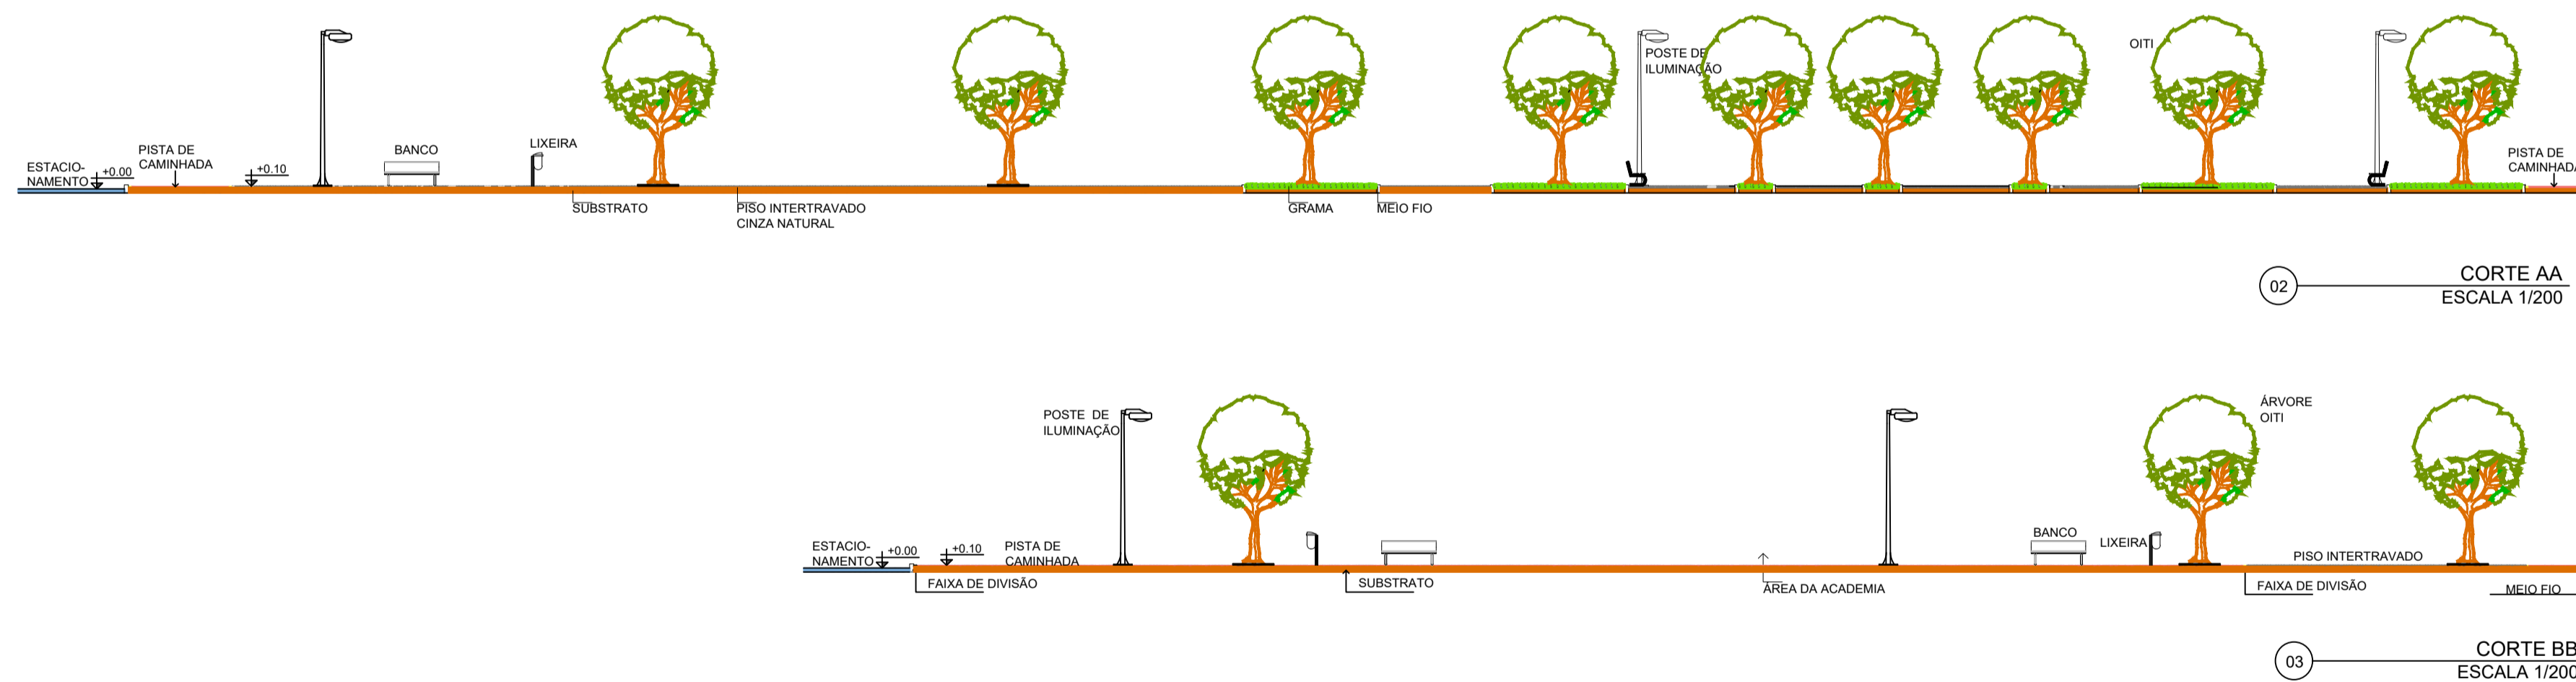 POSTE DE
ILUMINAÇÃO
OITI
ESTACIO-
NAMENTO
+0.00
PISTA DE
CAMINHADA
+0.10
BANCO
LIXEIRA
PISTA DE
CAMINHADA
SUBSTRATO
PISO INTERTRAVADO
CINZA NATURAL
GRAMA
MEIO FIO
02
CORTE AA
ESCALA 1/200
POSTE DE
ILUMINAÇÃO
ÁRVORE
OITI
ESTACIO-
NAMENTO
+0.00
+0.10
PISTA DE
CAMINHADA
BANCO
LIXEIRA
PISO INTERTRAVADO
FAIXA DE DIVISÃO
SUBSTRATO
ÁREA DA ACADEMIA
FAIXA DE DIVISÃO
MEIO FIO
03
CORTE BB
ESCALA 1/200